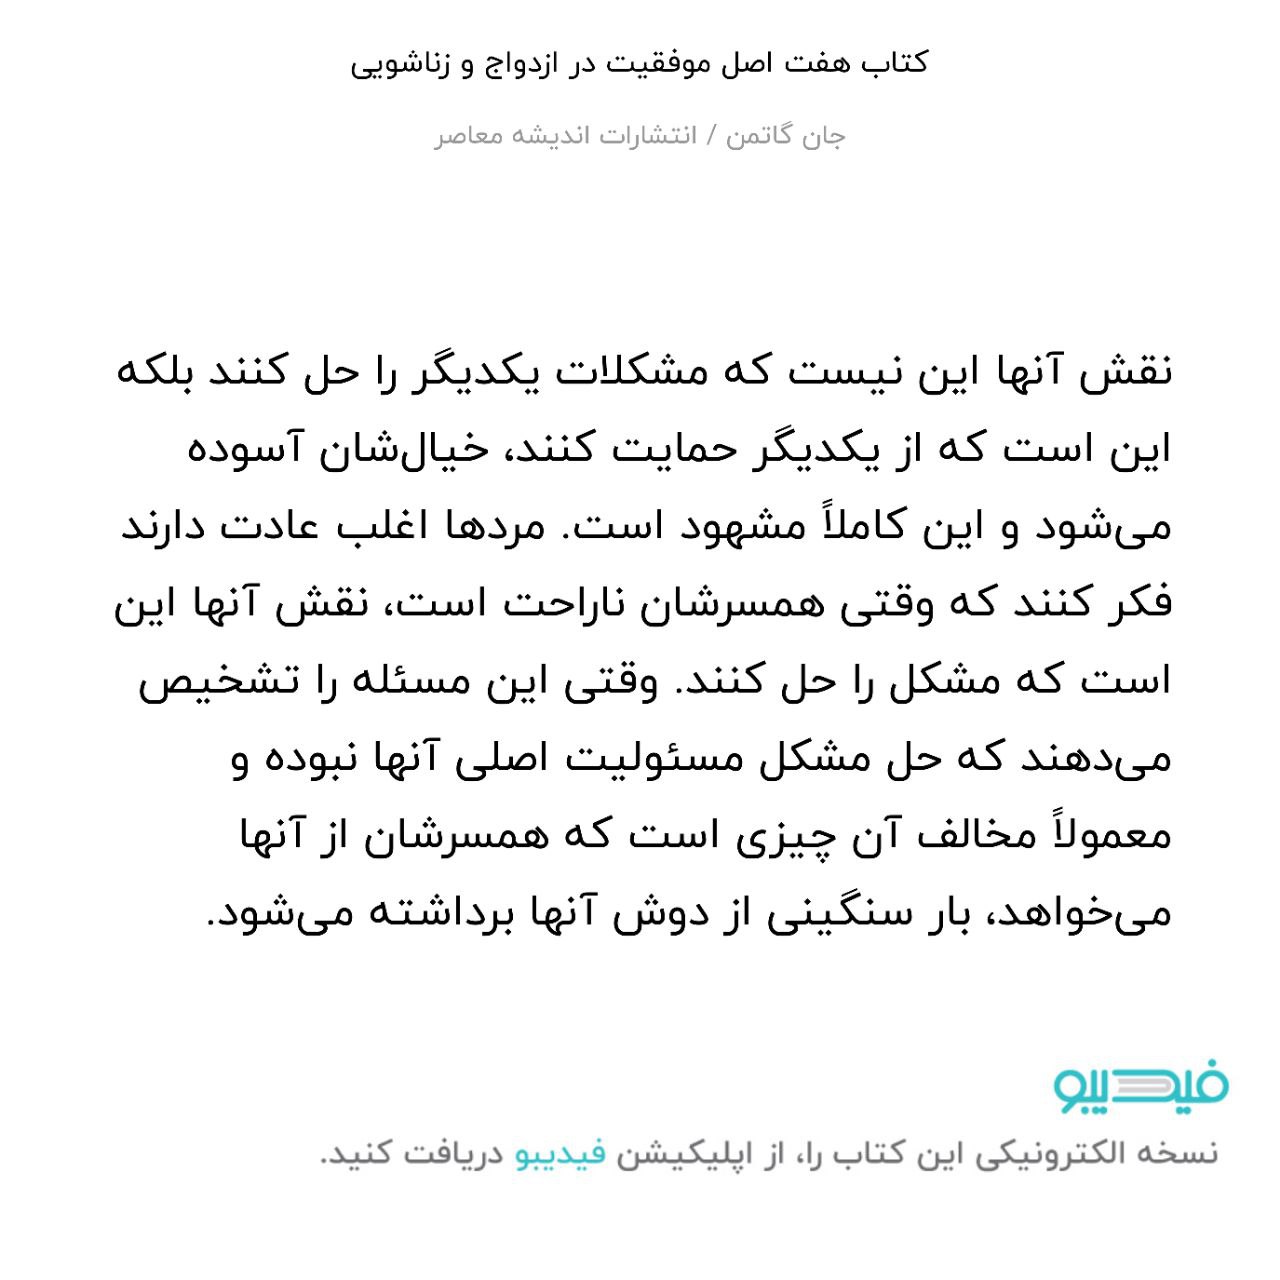 کتاب هفت اصل موفقیت در ازدواج و زناشویی
جان گاتمن / انتشارات اندیشه معاصر
نقش آنها این نیست که مشکلات یکدیگر را حل کنند بلکه
این است که از یکدیگر حمایت کنند، خیال‌شان آسوده
می‌شود و این کاملاً مشهود است. مردها اغلب عادت دارند
فکر کنند که وقتی همسرشان ناراحت است، نقش آنها این
است که مشکل را حل کنند. وقتی این مسئله را تشخیص
می‌دهند که حل مشکل مسئولیت اصلی آنها نبوده و
معمولاً مخالف آن چیزی است که همسرشان از آنها
می‌خواهد، بار سنگینی از دوش آنها برداشته می‌شود.
فیدیبو
نسخه الکترونیکی این کتاب را، از اپلیکیشن فیدیبو دریافت کنید.